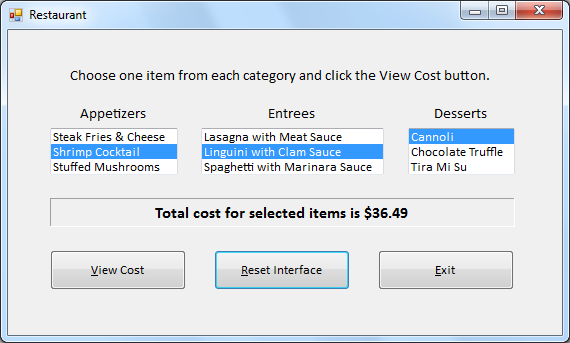 Restaurant
Choose one item from each category and click the View Cost button.
Appetizers Entrees Desserts
Steak Fries & Cheese Lasagna with Meat Sauce Cannoli
Shrimp Cocktail Linguini with Clam Sauce Chocolate Truffle
Stuffed Mushrooms Spaghetti with Marinara Sauce Tira Mi Su
Total cost for selected items is $36.49
View Cost Reset Interface Exit